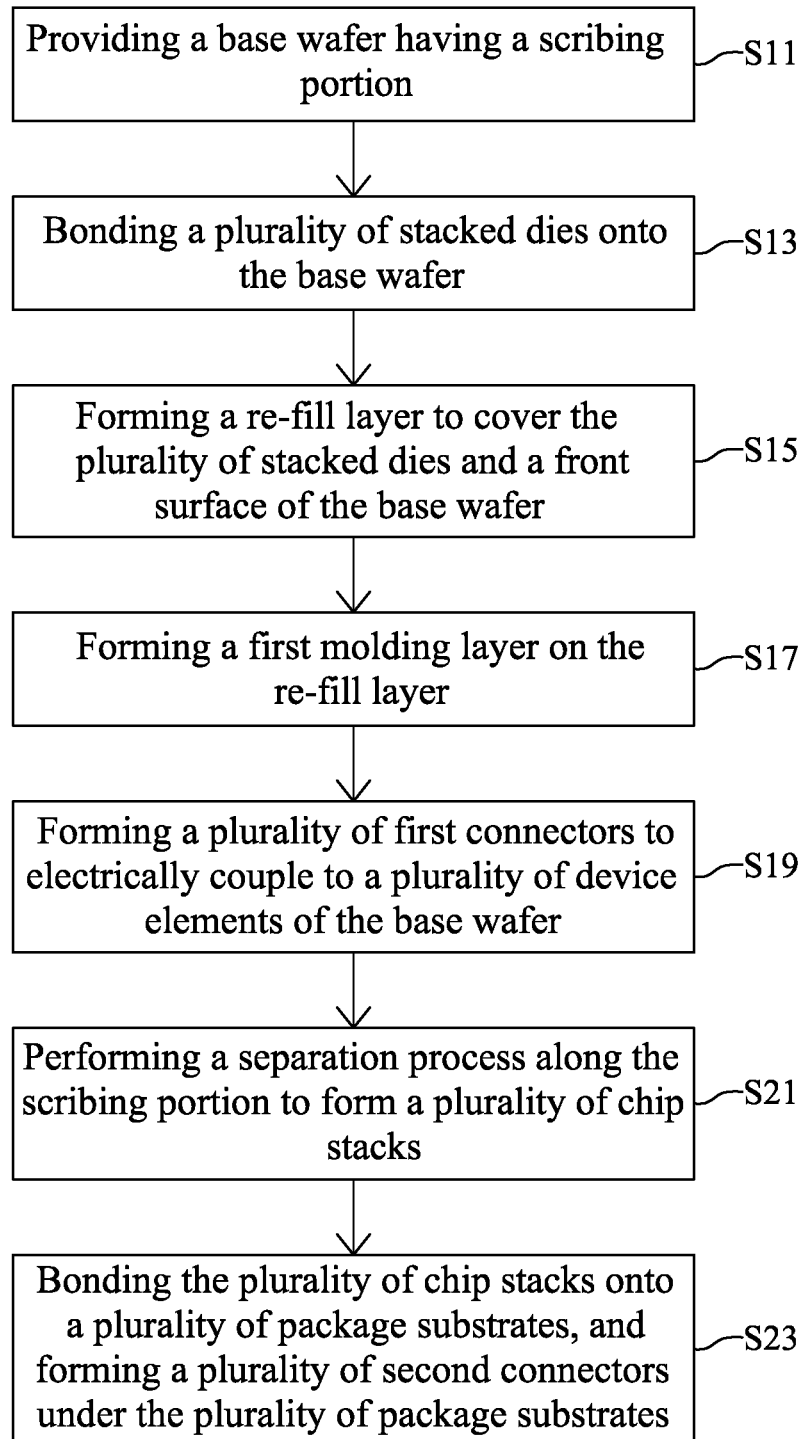 Providing a base wafer having a scribing
portion
S11
Bonding a plurality of stacked dies onto
the base wafer
S13
Forming a re-fill layer to cover the
plurality of stacked dies and a front
surface of the base wafer
S15
Forming a first molding layer on the
re-fill layer
S17
Forming a plurality of first connectors to
electrically couple to a plurality of device
elements of the base wafer
S19
Performing a separation process along the
scribing portion to form a plurality of chip
stacks
S21
Bonding the plurality of chip stacks onto
a plurality of package substrates, and
forming a plurality of second connectors
under the plurality of package substrates
S23